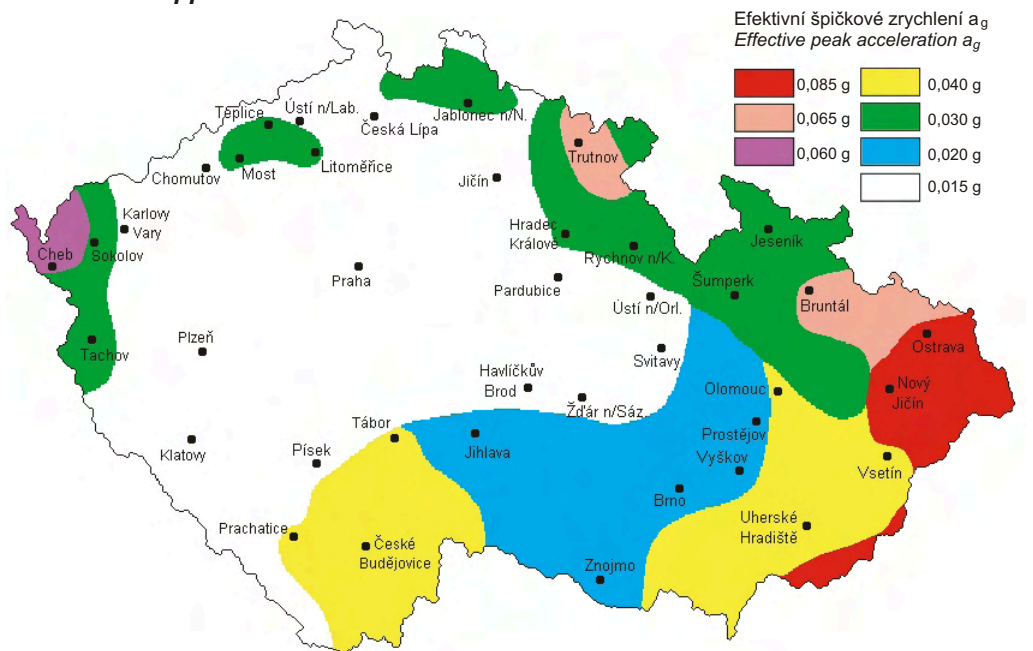 Efektivní špičkové zrychlení ag
Effective peak acceleration ag
0,085 g
0,040 g
0,065 g
0,030 g
0,060 g
0,020 g
0,015 g
Teplice
Ústí n/Lab.
Česká Lípa
Jablonec n/N.
Chomutov
Most
Litoměřice
Jičín
Trutnov
Karlovy
Vary
Cheb
Sokolov
Praha
Hradec
Králové
Rychnov n/K.
Jeseník
Pardubice
Ústí n/Orl.
Šumperk
Bruntál
Tachov
Plzeň
Svitavy
Ostrava
Havlíčkův
Brod
Žďár n/Sáz.
Olomouc
Nový
Jičín
Klatovy
Písek
Tábor
Jihlava
Prostějov
Vyškov
Vsetín
Brno
Prachatice
České
Budějovice
Uherské
Hradiště
Znojmo